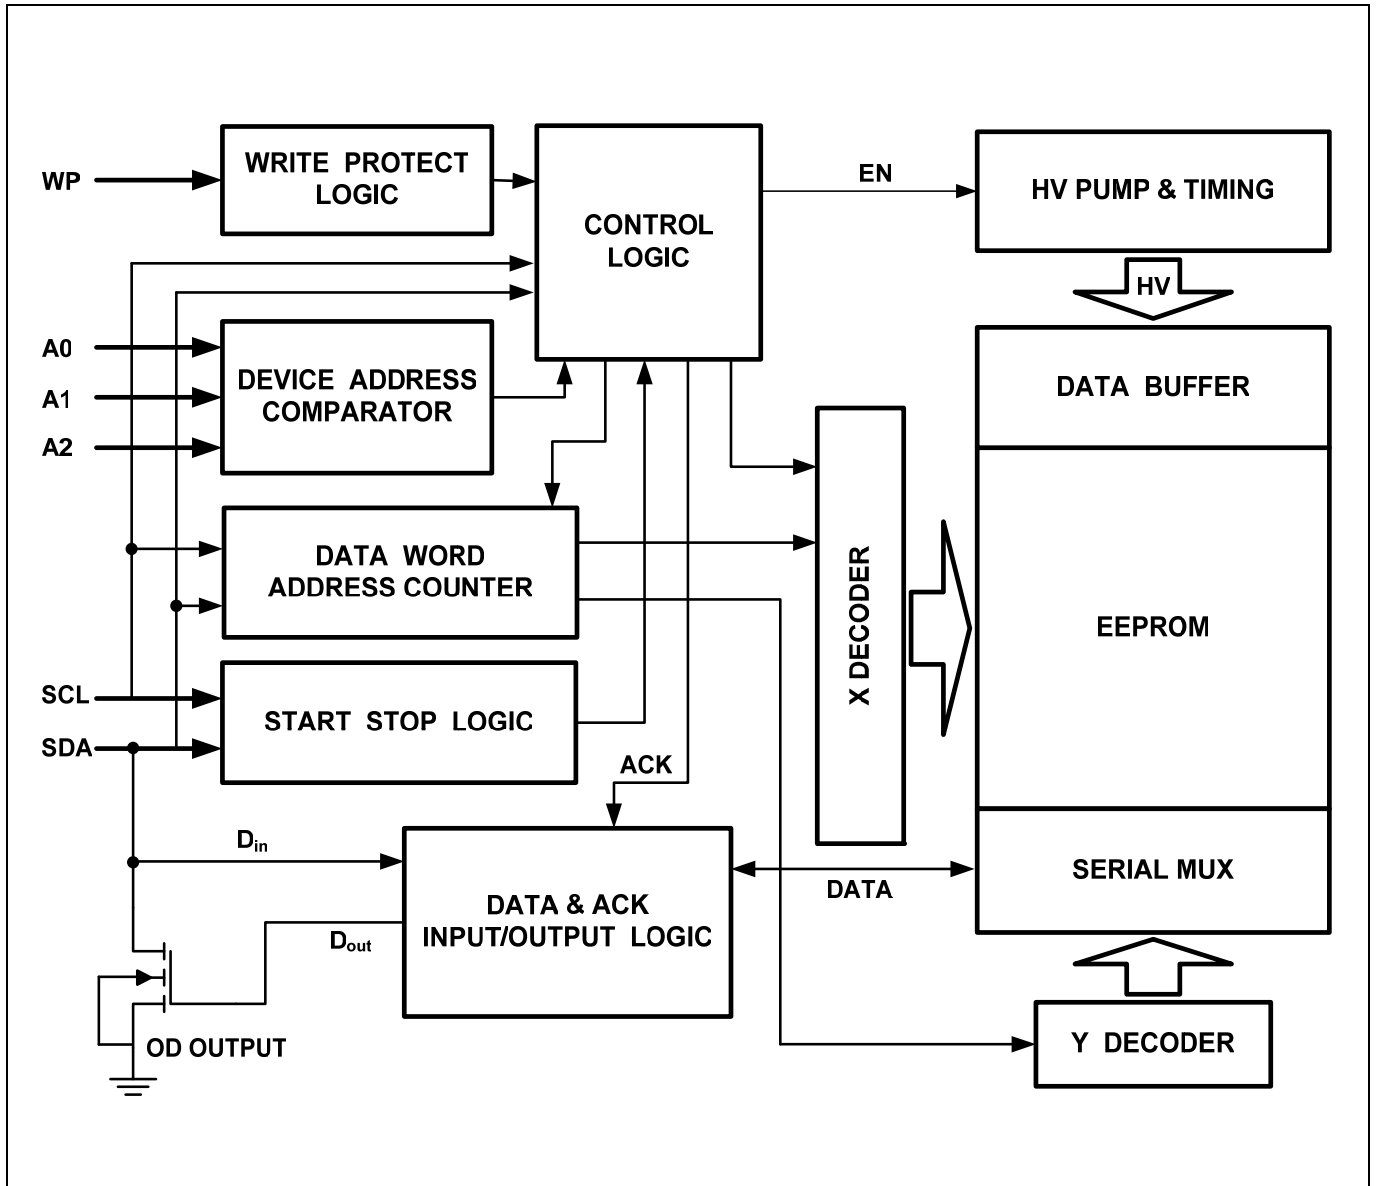 WP
WRITE PROTECT
LOGIC
CONTROL
LOGIC
EN
HV PUMP & TIMING
HV
A0
A1
A2
DEVICE ADDRESS
COMPARATOR
DATA BUFFER
DATA WORD
ADDRESS COUNTER
X DECODER
EEPROM
SCL
SDA
START STOP LOGIC
ACK
Din
Dout
DATA & ACK
INPUT/OUTPUT LOGIC
DATA
SERIAL MUX
OD OUTPUT
Y DECODER